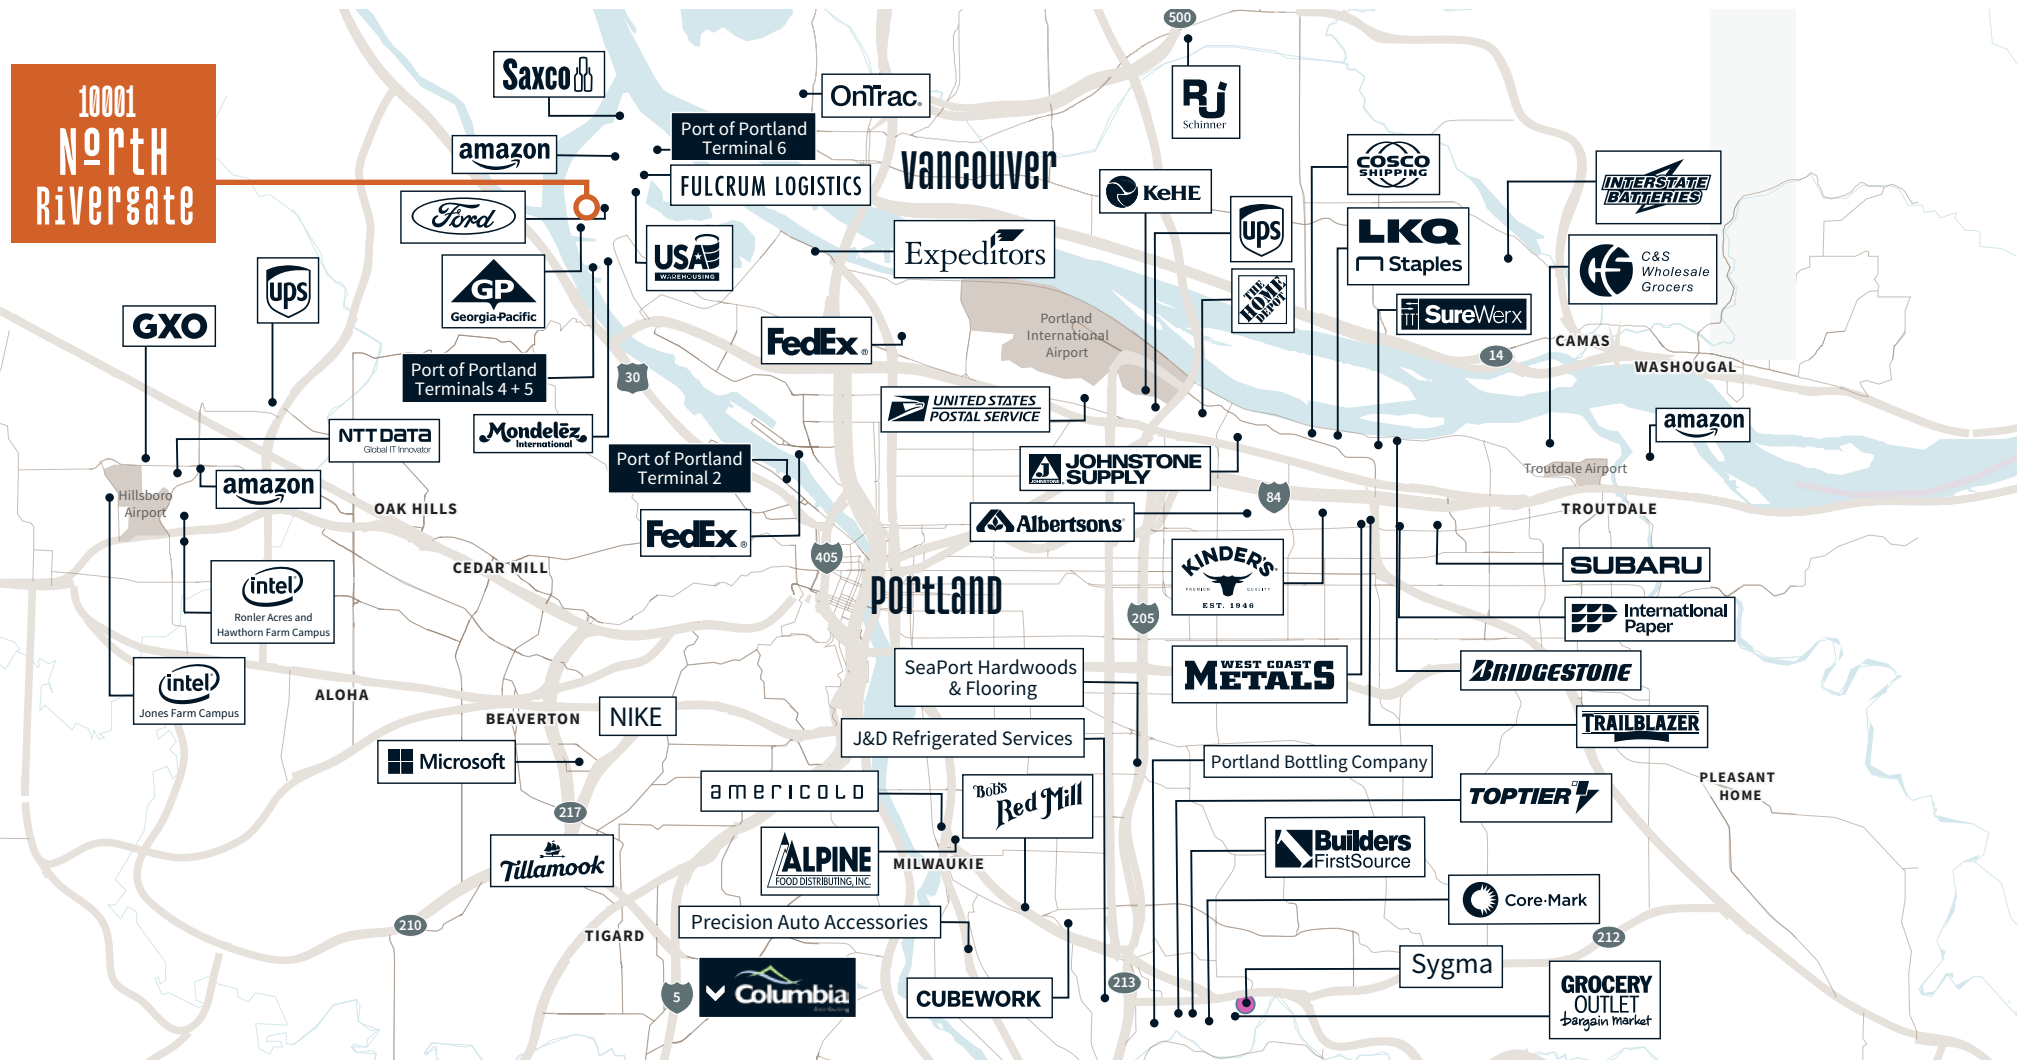 500
10001
North
Rivergate
Saxco
OnTrac
RJ
Schinner
Port of Portland
Terminal 6
amazon
Vancouver
COSCO
SHIPPING
INTERSTATE
BATTERIES
FULCRUM LOGISTICS
KeHE
Ford
ups
LKQ
Staples
USA
WAREHOUSING
Expeditors
C&S
Wholesale
Grocers
ups
GP
Georgia-Pacific
THE
HOME
DEPOT
SureWerx
GXO
FedEx®
Portland
International
Airport
CAMAS
14
WASHOUGAL
Port of Portland
Terminals 4 + 5
30
UNITED STATES
POSTAL SERVICE
amazon
NTT DATA
Global IT Innovator
Mondelēz
International
Port of Portland
Terminal 2
JOHNSTONE
SUPPLY
Troutdale Airport
amazon
Hillsboro
Airport
84
OAK HILLS
TROUTDALE
FedEx®
Albertsons
405
CEDAR MILL
KINDER'S
PREMIUM QUALITY
EST. 1946
SUBARU
intel
Ronler Acres and
Hawthorn Farm Campus
Portland
205
International
Paper
SeaPort Hardwoods
& Flooring
WEST COAST
METALS
BRIDGESTONE
intel
Jones Farm Campus
ALOHA
BEAVERTON
NIKE
TRAILBLAZER
J&D Refrigerated Services
Microsoft
Portland Bottling Company
PLEASANT
HOME
americold
Bob's
Red Mill
TOPTIER
217
Builders
FirstSource
Tillamook
ALPINE
FOOD DISTRIBUTING, INC.
MILWAUKIE
Core-Mark
210
Precision Auto Accessories
TIGARD
212
Sygma
Columbia
5
CUBEWORK
213
GROCERY
OUTLET
bargain market